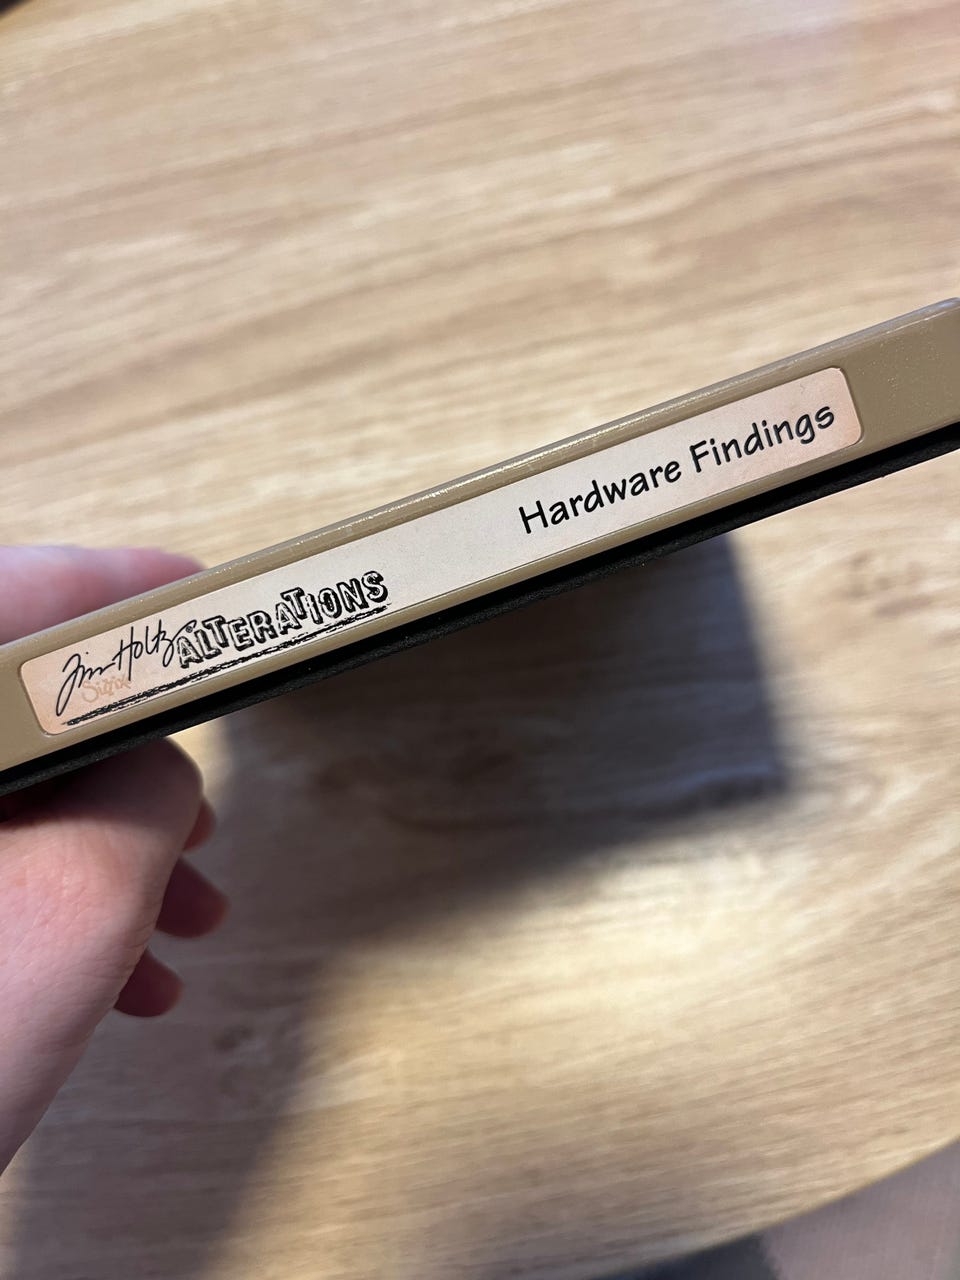 Tim Holtz ALTERATIONS
Sizzix
Hardware Findings